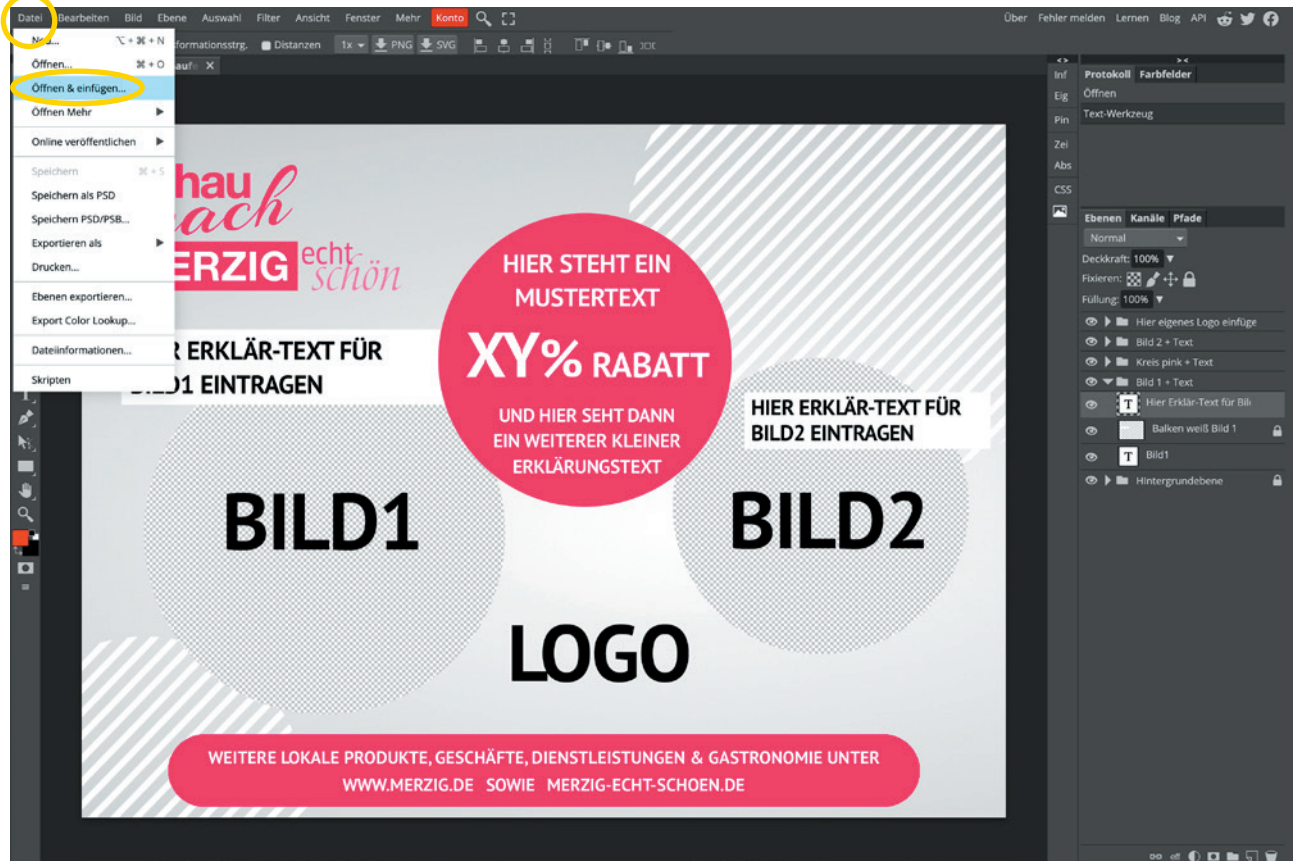 Datei Bearbeiten Bild Ebene Auswahl Filter Ansicht Fenster Mehr Konto
Über Fehler melden Lernen Blog API
Distanzen 1x PNG SVG
Neu... ⌥ + ⌘ + N
Öffnen... ⌘ + O
Öffnen & einfügen...
Öffnen Mehr
Online veröffentlichen
Speichern ⌘ + S
Speichern als PSD
Speichern PSD/PSB...
Exportieren als
Drucken...
Ebenen exportieren...
Export Color Lookup...
Dateiinformationen...
Skripten
hau
nach
ERZIG echt-
schön
R ERKLÄR-TEXT FÜR
BILD1 EINTRAGEN
HIER STEHT EIN
MUSTERTEXT
XY% RABATT
UND HIER SEHT DANN
EIN WEITERER KLEINER
ERKLÄRUNGSTEXT
HIER ERKLÄR-TEXT FÜR
BILD2 EINTRAGEN
BILD1
BILD2
LOGO
WEITERE LOKALE PRODUKTE, GESCHÄFTE, DIENSTLEISTUNGEN & GASTRONOMIE UNTER
WWW.MERZIG.DE SOWIE MERZIG-ECHT-SCHOEN.DE
Inf
Eig
Pin
Zei
Abs
CSS
Protokoll Farbfelder
Öffnen
Text-Werkzeug
Ebenen Kanäle Pfade
Normal
Deckkraft: 100%
Fixieren:
Füllung: 100%
Hier eigenes Logo einfüge
Bild 2 + Text
Kreis pink + Text
Bild 1 + Text
T Hier Erklär-Text für Bil
Balken weiß Bild 1
T Bild1
Hintergrundebene